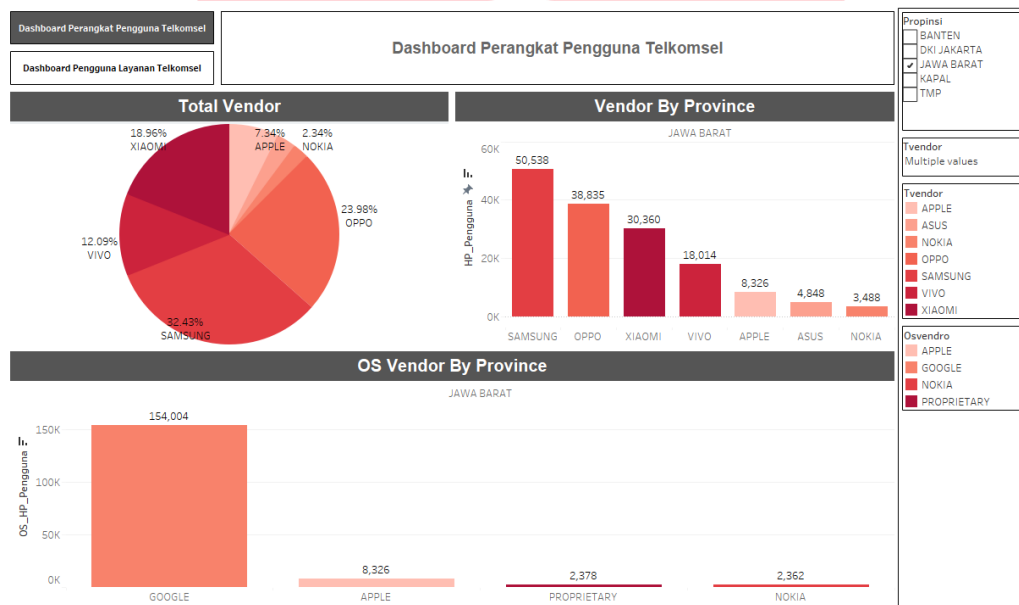 Dashboard Perangkat Pengguna Telkomsel
Dashboard Pengguna Layanan Telkomsel
Dashboard Perangkat Pengguna Telkomsel
Propinsi
BANTEN
DKI JAKARTA
JAWA BARAT
KAPAL
TMP
Tvendor
Multiple values
Tvendor
APPLE
ASUS
NOKIA
OPPO
SAMSUNG
VIVO
XIAOMI
Osvendro
APPLE
GOOGLE
NOKIA
PROPRIETARY
Total Vendor
18.96%
XIAOMI
7.34%
APPLE
2.34%
NOKIA
23.98%
OPPO
12.09%
VIVO
32.43%
SAMSUNG
Vendor By Province
JAWA BARAT
HP_Pengguna
60K
40K
20K
0K
50,538
38,835
30,360
18,014
8,326
4,848
3,488
SAMSUNG OPPO XIAOMI VIVO APPLE ASUS NOKIA
OS Vendor By Province
JAWA BARAT
OS_HP_Pengguna
150K
100K
50K
0K
154,004
8,326
2,378
2,362
GOOGLE APPLE PROPRIETARY NOKIA